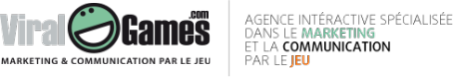 Viral Games
.com
MARKETING & COMMUNICATION PAR LE JEU
AGENCE INTÉRACTIVE SPÉCIALISÉE
DANS LE MARKETING
ET LA COMMUNICATION
PAR LE JEU